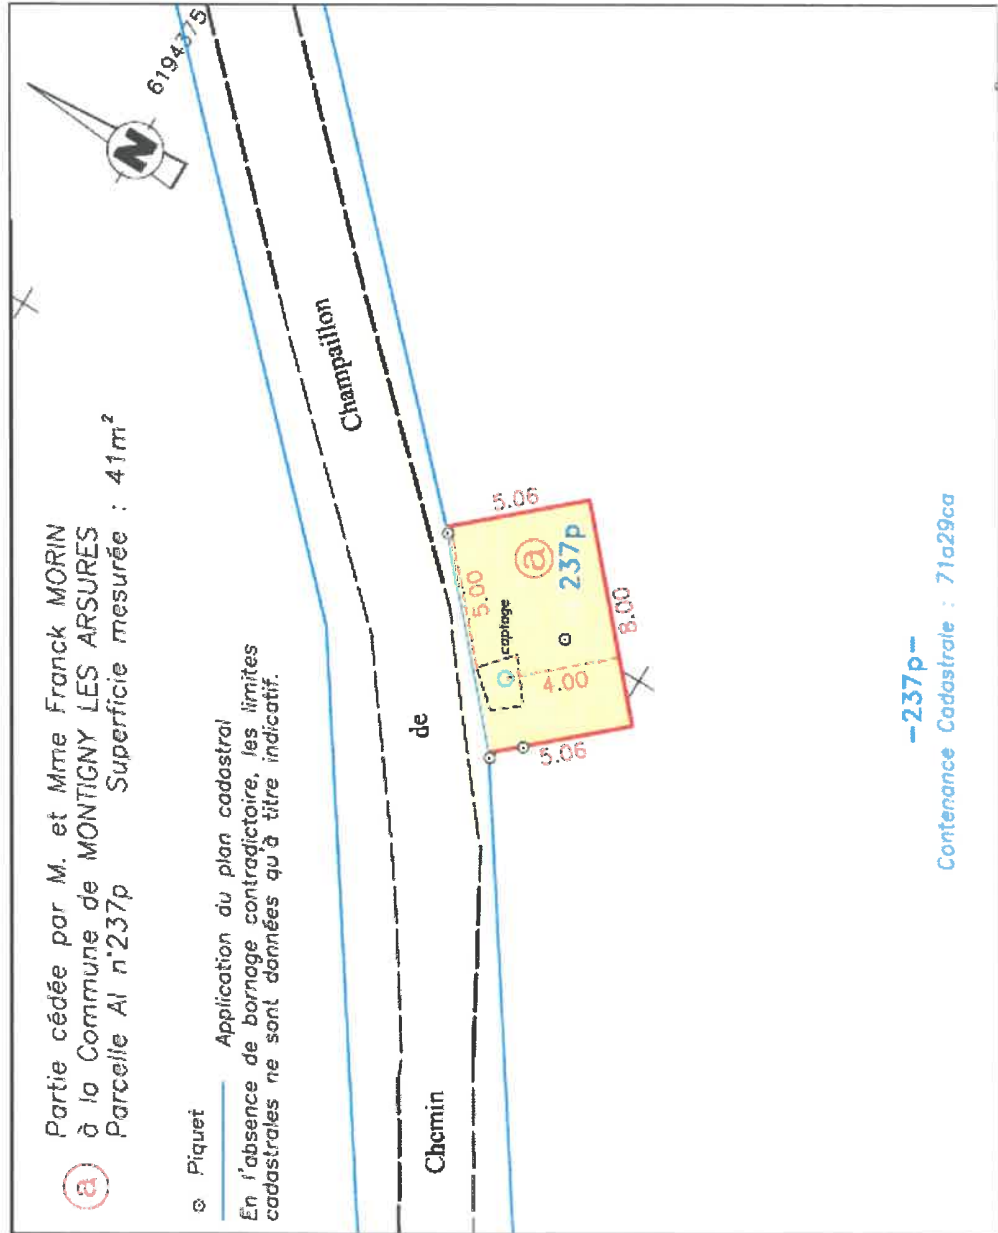 a
Partie cédée par M. et Mme Franck MORIN
à la Commune de MONTIGNY LES ARSURES
Parcelle AI n°237p Superficie mesurée : 41m²
Piquet
Application du plan cadastral
En l'absence de bornage contradictoire, les limites
cadastrales ne sont données qu'à titre indicatif.
N
6194375
Chemin
de
Champaillon
5.06
5.00
captage
a
237p
4.00
8.00
5.06
-237p-
Contenance Cadastrale : 71a29ca